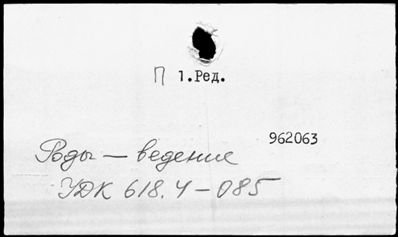 П 1.Ред.
962063
Роды — ведение
УДК 618.4-085